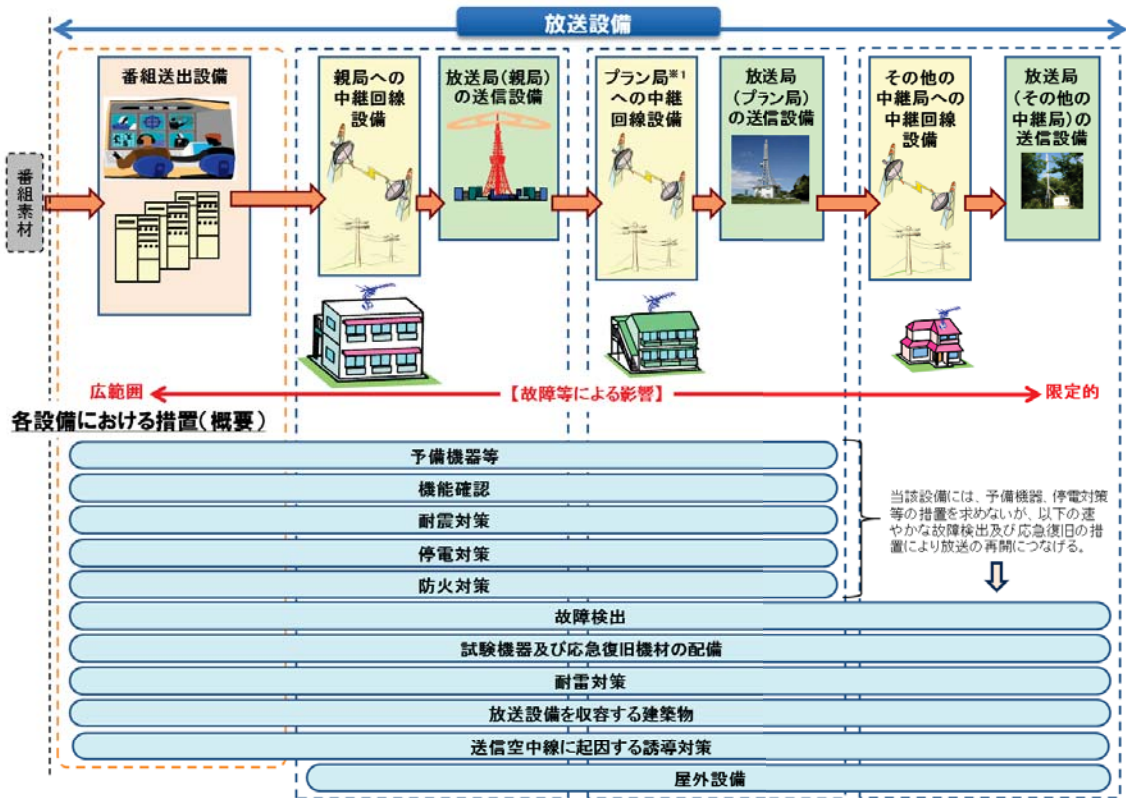 放送設備
番組素材
番組送出設備
親局への
中継回線
設備
放送局(親局)
の送信設備
プラン局※1
への中継
回線設備
放送局
(プラン局)
の送信設備
その他の
中継局への
中継回線
設備
放送局
(その他の
中継局)の
送信設備
広範囲
【故障等による影響】
限定的
各設備における措置(概要)
予備機器等
機能確認
耐震対策
停電対策
防火対策
当該設備には、予備機器、停電対策
等の措置を求めないが、以下の速
やかな故障検出及び応急復旧の措
置により放送の再開につなげる。
故障検出
試験機器及び応急復旧機材の配備
耐雷対策
放送設備を収容する建築物
送信空中線に起因する誘導対策
屋外設備